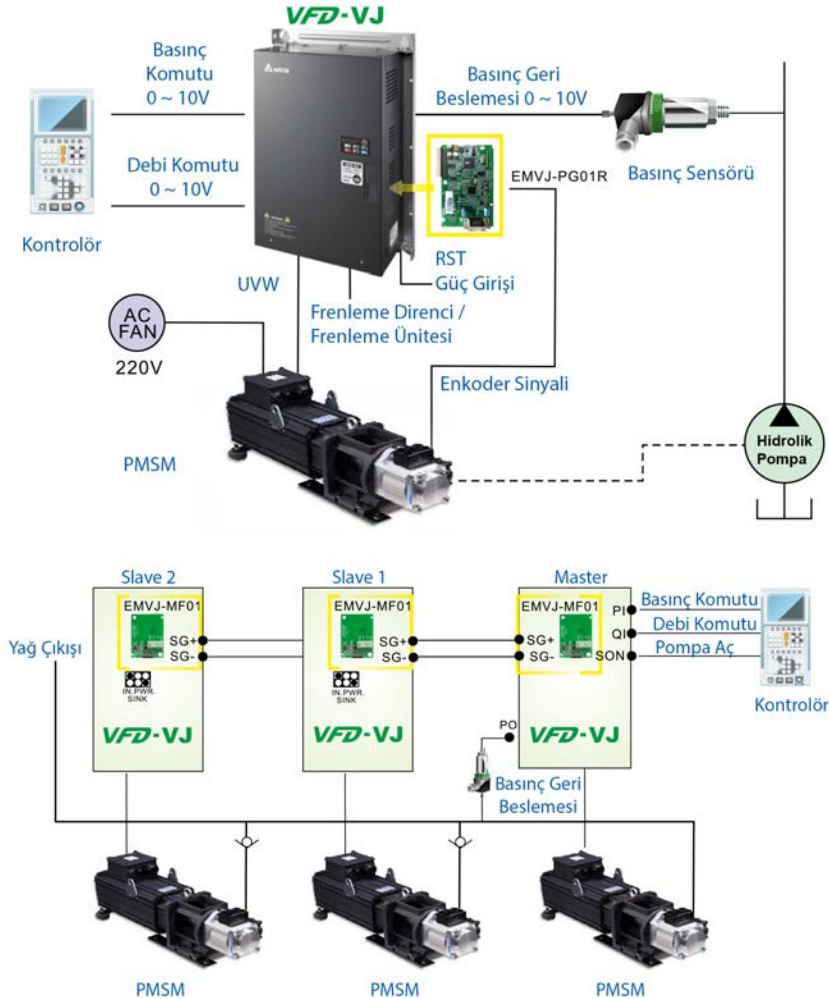 VFD-VJ
Basınç
Komutu
0 ~ 10V
Debi Komutu
0 ~ 10V
Kontrolör
Basınç Geri
Beslemesi 0 ~ 10V
EMVJ-PG01R
Basınç Sensörü
RST
Güç Girişi
UVW
Frenleme Direnci /
Frenleme Ünitesi
AC
FAN
220V
Enkoder Sinyali
PMSM
Hidrolik
Pompa
Slave 2
Slave 1
Master
EMVJ-MF01
SG+
SG-
IN.PWR.
SINK
VFD-VJ
EMVJ-MF01
SG+
SG-
IN.PWR.
SINK
VFD-VJ
EMVJ-MF01
SG+
SG-
PI
QI
SON
PO
VFD-VJ
Basınç Komutu
Debi Komutu
Pompa Aç
Kontrolör
Yağ Çıkışı
Basınç Geri
Beslemesi
PMSM
PMSM
PMSM